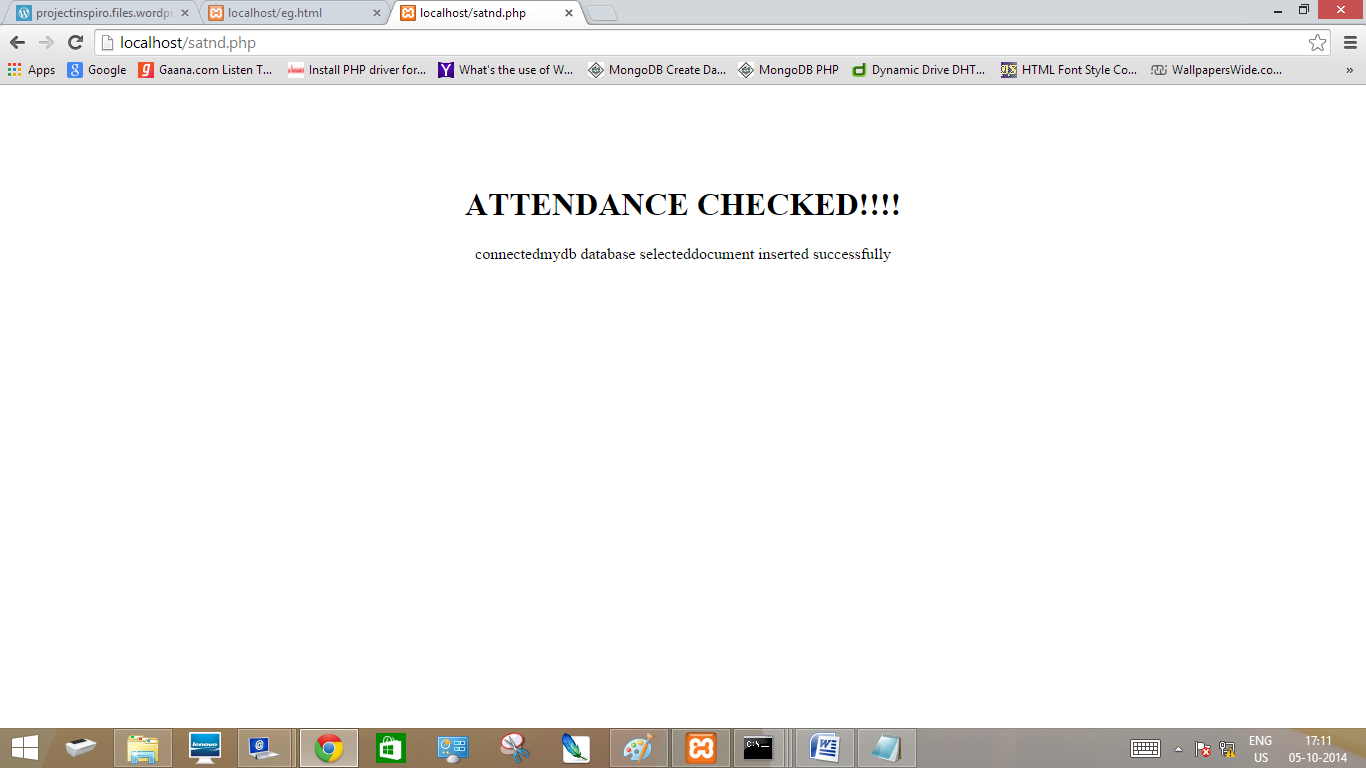 projectinspiro.files.wordpr
localhost/eg.html
localhost/satnd.php
localhost/satnd.php
Apps
Google
Gaana.com Listen T...
Install PHP driver for...
What's the use of W...
MongoDB Create Da...
MongoDB PHP
Dynamic Drive DHT...
HTML Font Style Co...
WallpapersWide.co...
»
ATTENDANCE CHECKED!!!!
connectedmydb database selecteddocument inserted successfully
lenovo
C:\._
ENG
US
17:11
05-10-2014